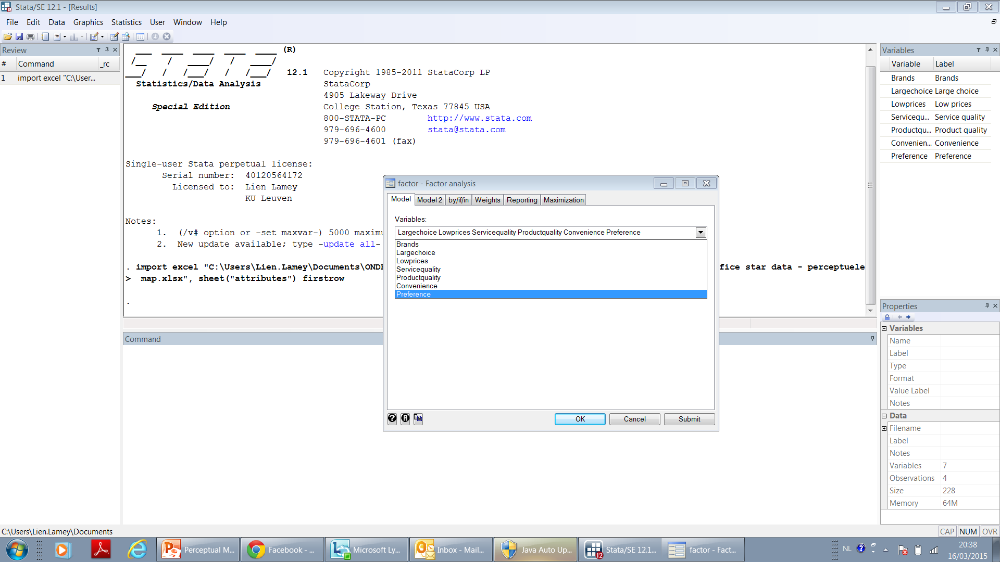 Stata/SE 12.1 - [Results]
File Edit Data Graphics Statistics User Window Help
Review
# Command _rc
1 import excel "C:\User...
(R)
12.1 Copyright 1985-2011 StataCorp LP
Statistics/Data Analysis StataCorp
4905 Lakeway Drive
Special Edition College Station, Texas 77845 USA
800-STATA-PC http://www.stata.com
979-696-4600 stata@stata.com
979-696-4601 (fax)
Single-user Stata perpetual license:
Serial number: 40120564172
Licensed to: Lien Lamey
KU Leuven
Notes:
1. (/v# option or -set maxvar-) 5000
2. New update available; type -update all-
. import excel "C:\Users\Lien.Lamey\Documents\ star data - perceptuele
> map.xlsx", sheet("attributes") firstrow
.
Command
factor - Factor analysis
Model Model 2 by/if/in Weights Reporting Maximization
Variables:
Largechoice Lowprices Servicequality Productquality Convenience Preference
Brands
Largechoice
Lowprices
Servicequality
Productquality
Convenience
Preference
OK Cancel Submit
Variables
Variable Label
Brands Brands
Largechoice Large choice
Lowprices Low prices
Servicequ... Service quality
Productqu... Product quality
Convenien... Convenience
Preference Preference
Properties
Variables
Name
Label
Type
Format
Value Label
Notes
Data
Filename
Label
Notes
Variables 7
Observations 4
Size 228
Memory 64M
C:\Users\Lien.Lamey\Documents
CAP NUM OVR
Perceptual M... Facebook - ... Microsoft Ly... Inbox - Mail... Java Auto Up... Stata/SE 12.1... factor - Fact...
NL
20:38
16/03/2015